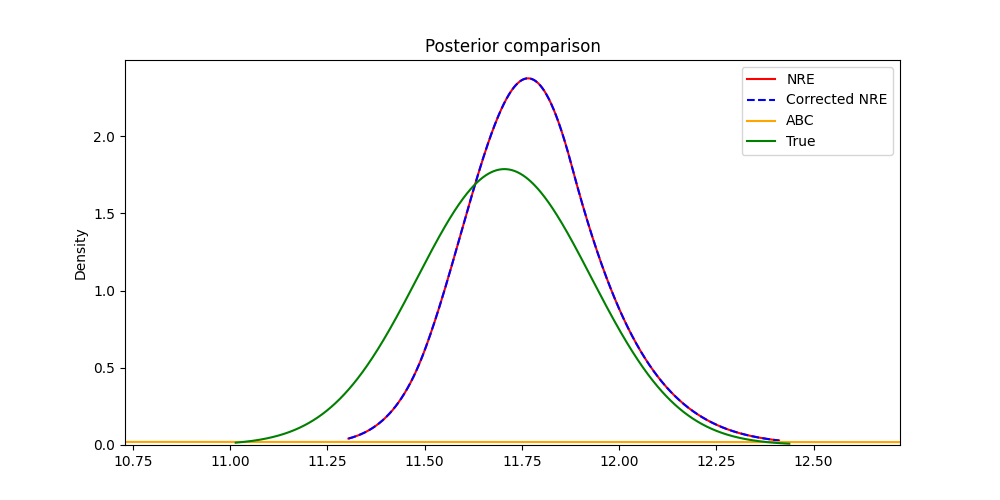 Posterior comparison
NRE
Corrected NRE
ABC
True
Density
2.0
1.5
1.0
0.5
0.0
10.75 11.00 11.25 11.50 11.75 12.00 12.25 12.50